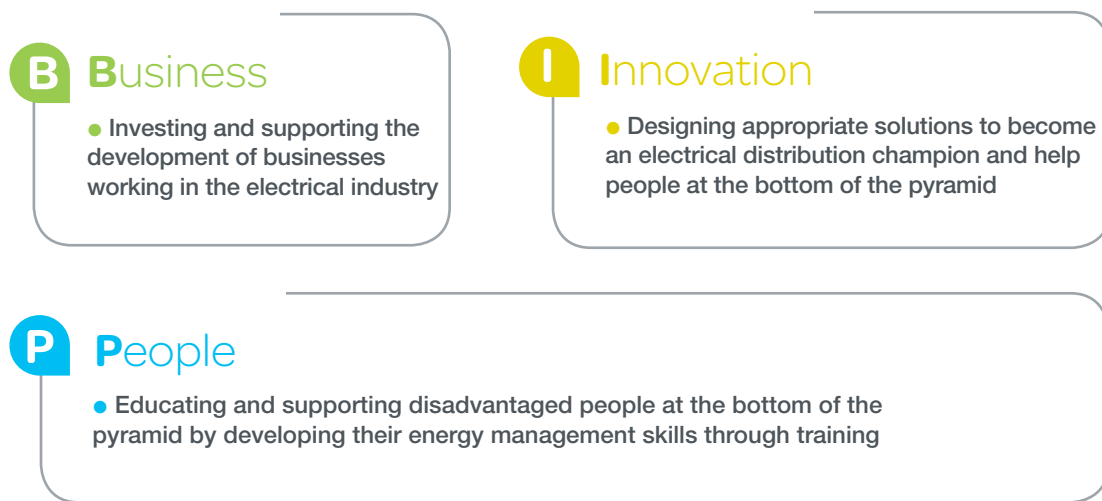 B Business
● Investing and supporting the
development of businesses
working in the electrical industry
I Innovation
● Designing appropriate solutions to become
an electrical distribution champion and help
people at the bottom of the pyramid
P People
● Educating and supporting disadvantaged people at the bottom of the
pyramid by developing their energy management skills through training